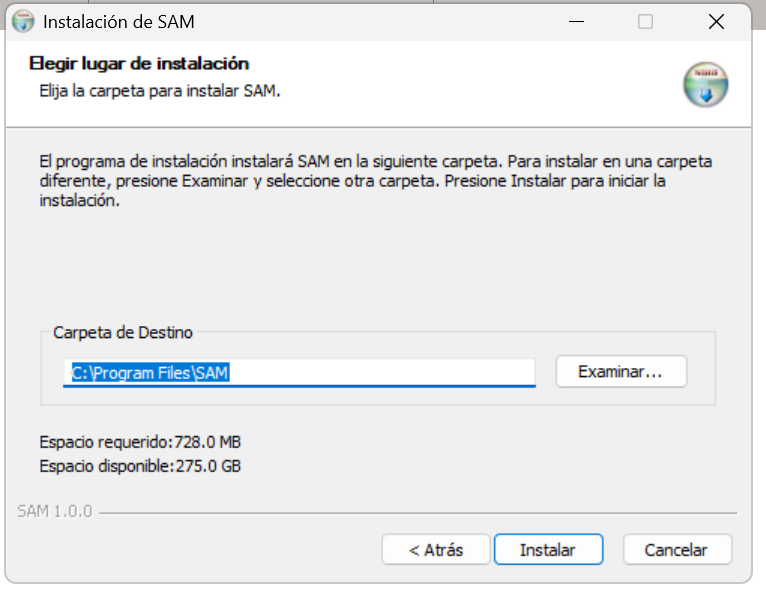 Instalación de SAM
Elegir lugar de instalación
Elija la carpeta para instalar SAM.
El programa de instalación instalará SAM en la siguiente carpeta. Para instalar en una carpeta
diferente, presione Examinar y seleccione otra carpeta. Presione Instalar para iniciar la
instalación.
Carpeta de Destino
C:\Program Files\SAM
Examinar...
Espacio requerido:728.0 MB
Espacio disponible:275.0 GB
SAM 1.0.0
< Atrás
Instalar
Cancelar